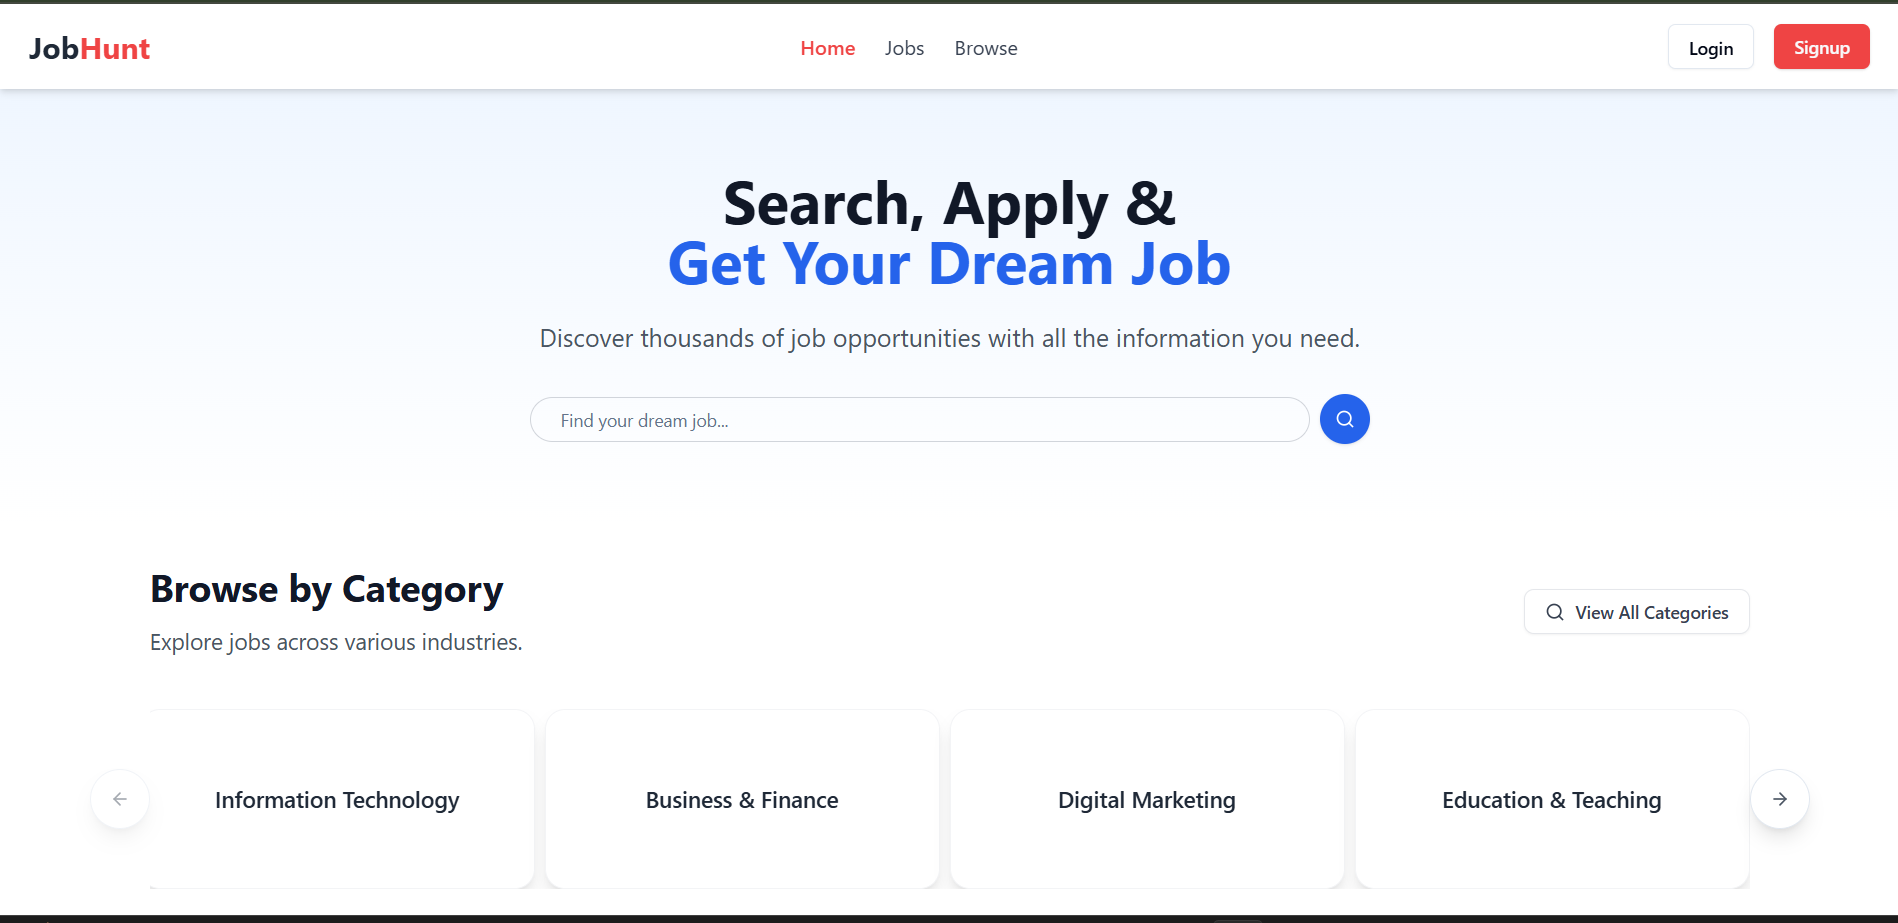 JobHunt
Home
Jobs
Browse
Login
Signup
Search, Apply &
Get Your Dream Job
Discover thousands of job opportunities with all the information you need.
Find your dream job...
Browse by Category
Explore jobs across various industries.
View All Categories
Information Technology
Business & Finance
Digital Marketing
Education & Teaching